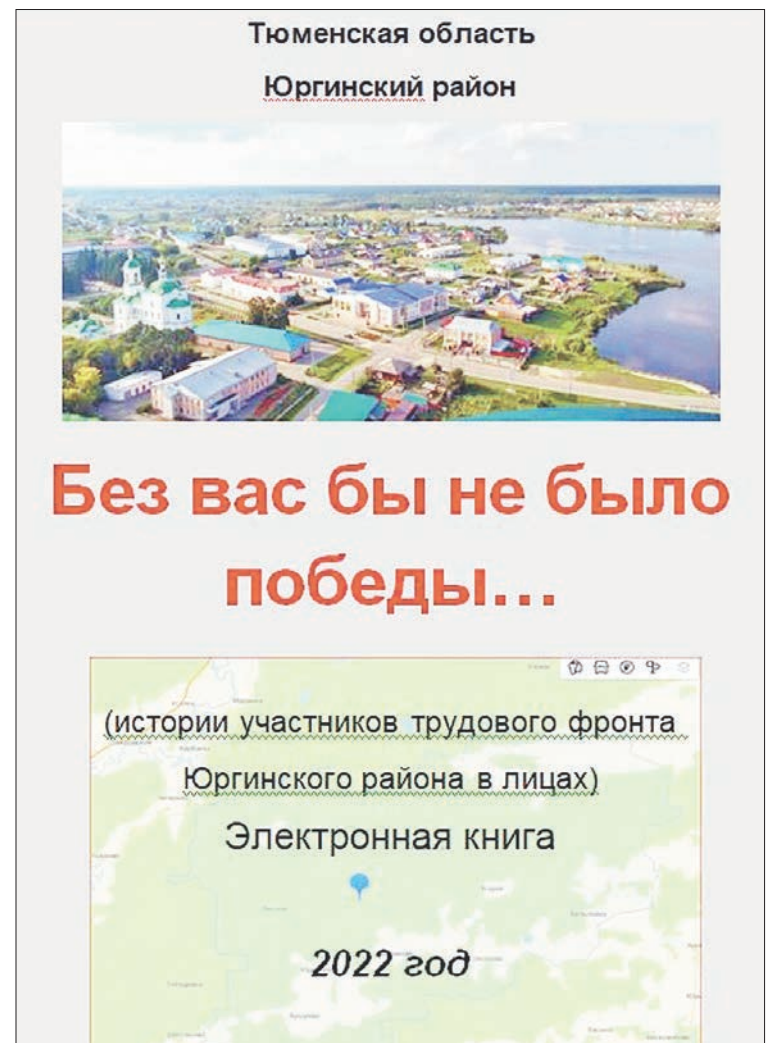 Тюменская область
Юргинский район
Без вас бы не было
победы...
(истории участников трудового фронта
Юргинского района в лицах)
Электронная книга
2022 год